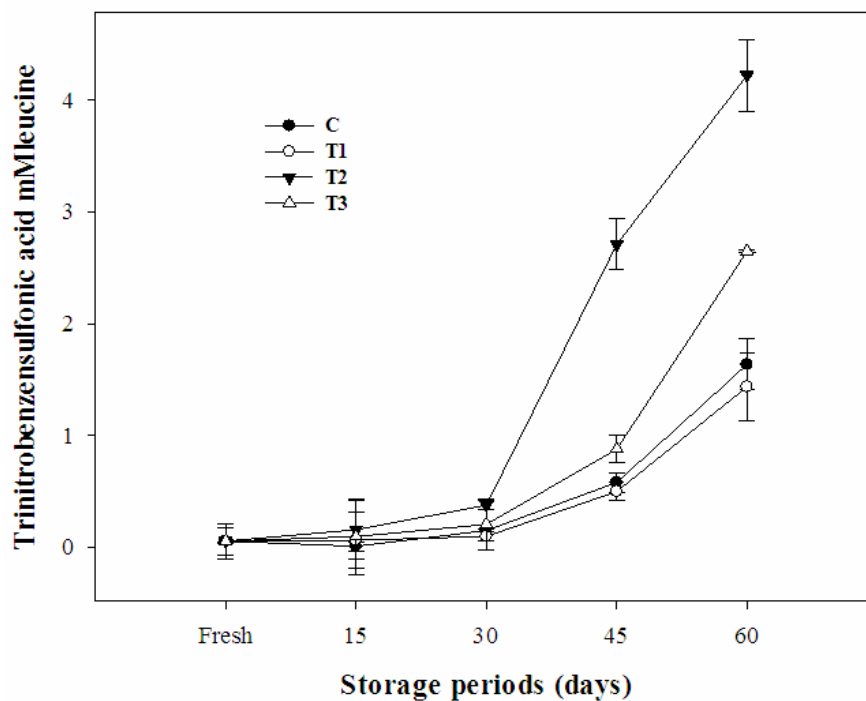 Trinitrobenzensulfonic acid mMleucine
4
3
2
1
0
C
T1
T2
T3
Fresh 15 30 45 60
Storage periods (days)